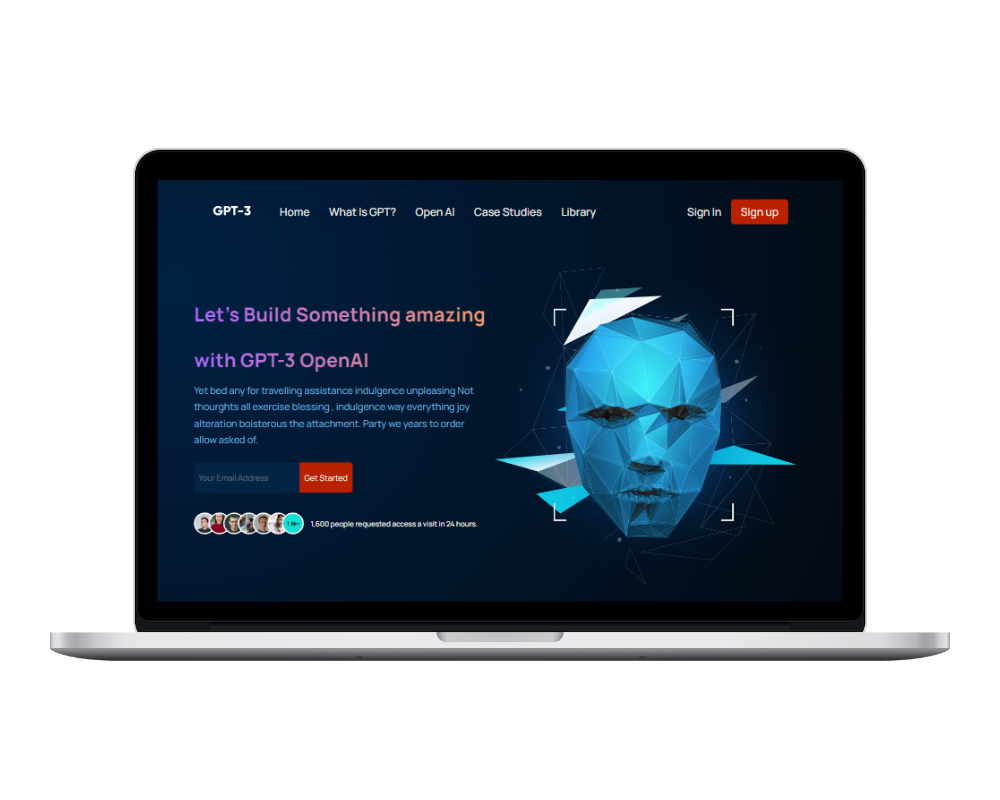 GPT-3 Home What Is GPT? Open AI Case Studies Library Sign In Sign up
Let's Build Something amazing
with GPT-3 OpenAI
Yet bed any for travelling assistance indulgence unpleasing Not
thourghts all exercise blessing , indulgence way everything joy
alteration boisterous the attachment. Party we years to order
allow asked of.
Your Email Address Get Started
1,600 people requested access a visit in 24 hours.